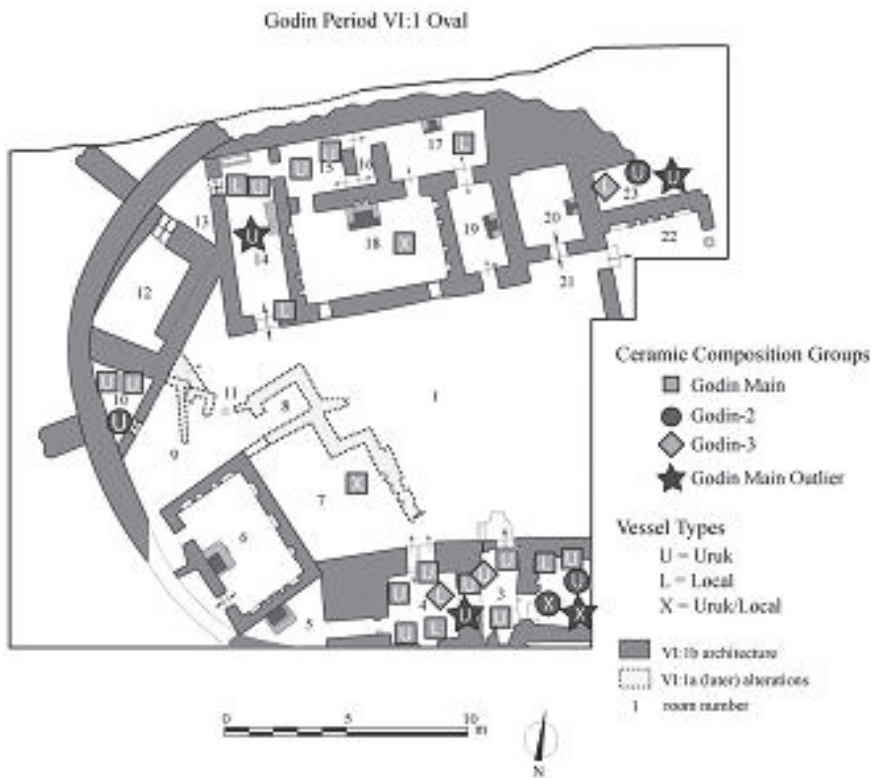 Godin Period VI:1 Oval
17
L
U
U
15
16
U
23
L
U
L
U
13
U
14
18
X
19
20
22
21
12
L
U
U
10
U
11
8
1
9
7
X
6
5
4
3
U
L
U
L
U
X
X
Ceramic Composition Groups
Godin Main
Godin-2
Godin-3
Godin Main Outlier
Vessel Types
U = Uruk
L = Local
X = Uruk/Local
VI:1b architecture
VI:1a (later) alterations
1 room number
0 5 10
m
N